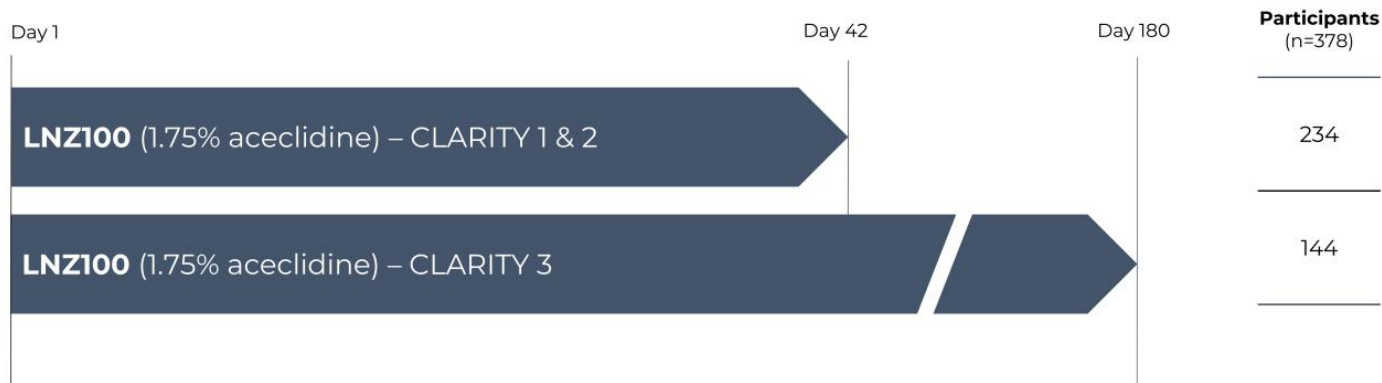 Day 1
Day 42
Day 180
Participants
(n=378)
LNZ100 (1.75% aceclidine) – CLARITY 1 & 2
234
LNZ100 (1.75% aceclidine) – CLARITY 3
144